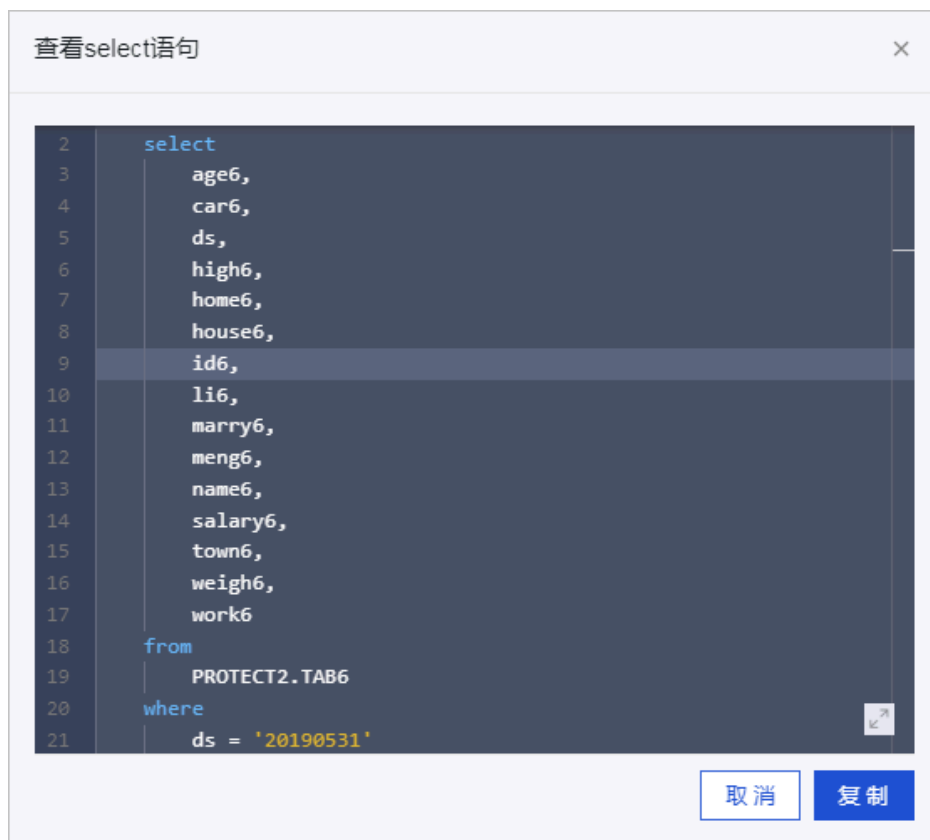 查看select语句
2 select
3 age6,
4 car6,
5 ds,
6 high6,
7 home6,
8 house6,
9 id6,
10 li6,
11 marry6,
12 meng6,
13 name6,
14 salary6,
15 town6,
16 weigh6,
17 work6
18 from
19 PROTECT2.TAB6
20 where
21 ds = '20190531'
取消 复制